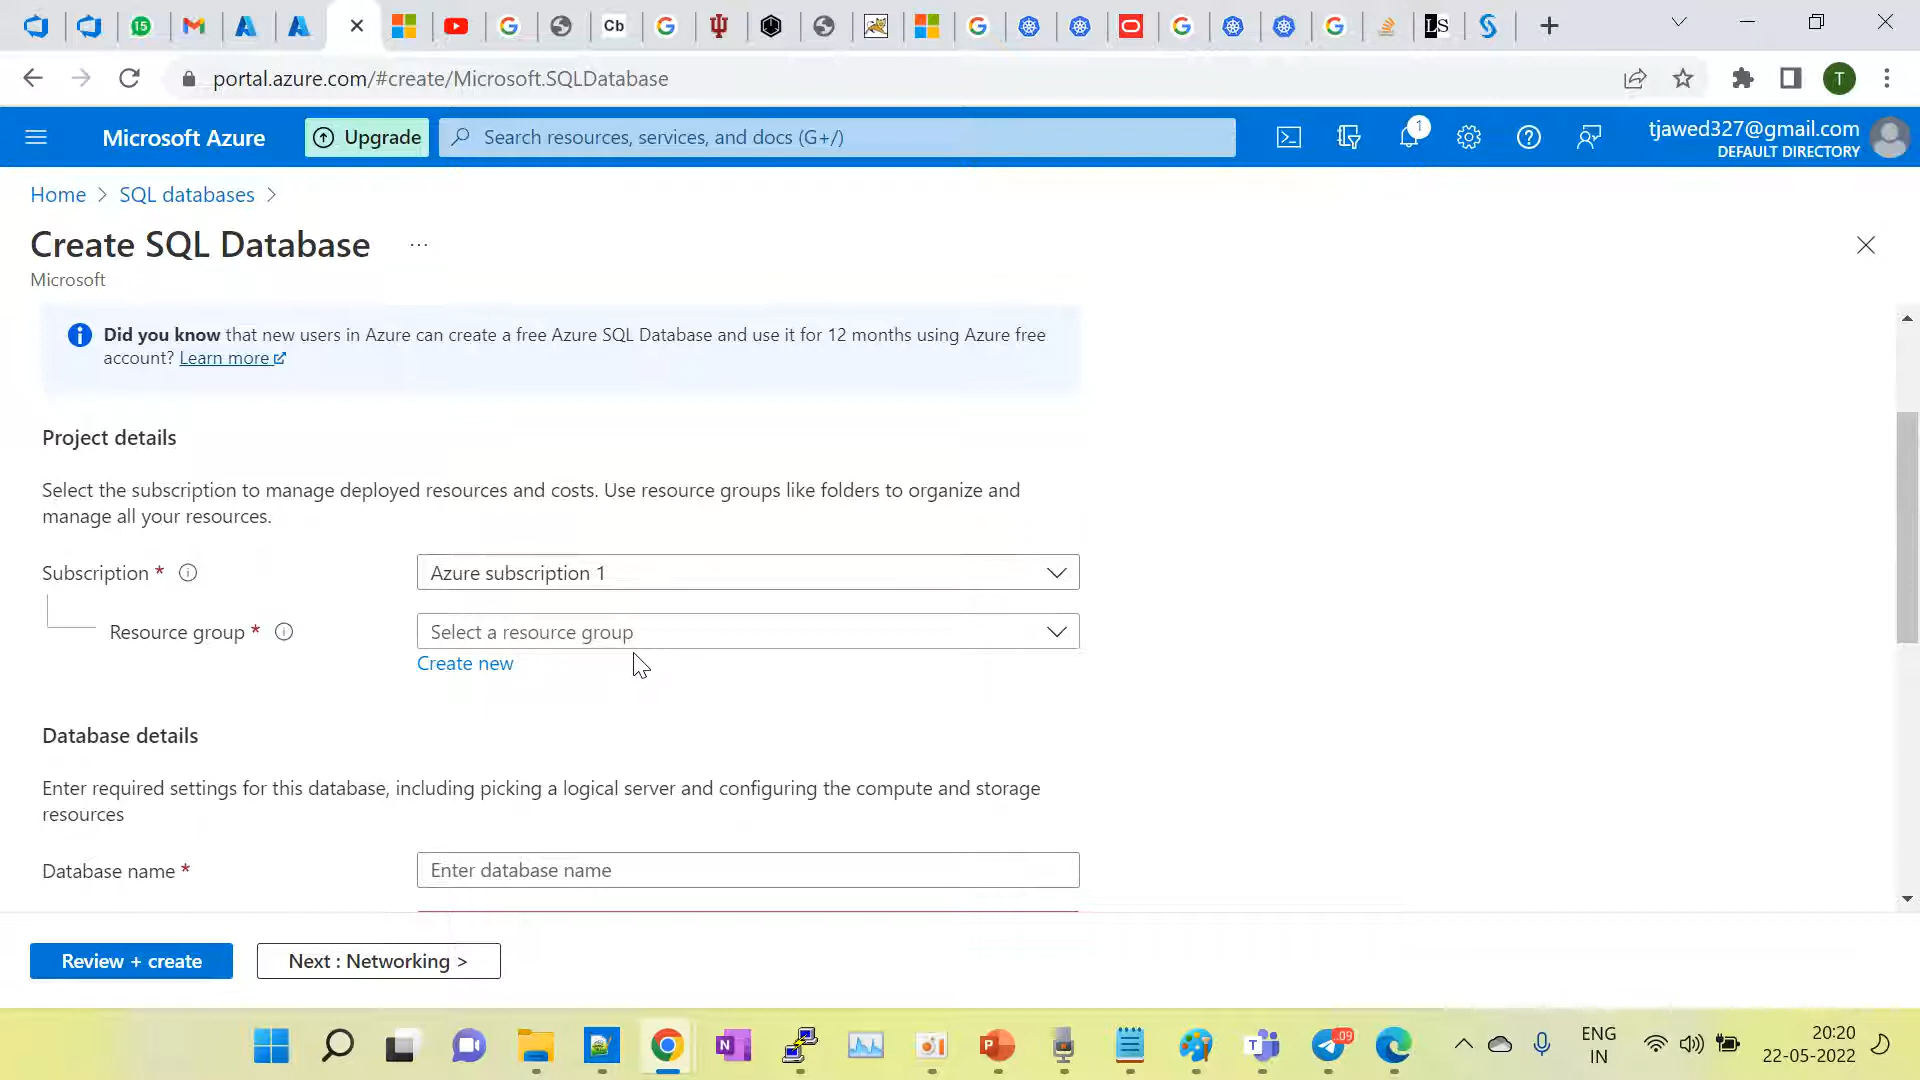 15
Cb
LS
portal.azure.com/#create/Microsoft.SQLDatabase
T
Microsoft Azure
Upgrade
Search resources, services, and docs (G+/)
1
tjawed327@gmail.com
DEFAULT DIRECTORY
Home > SQL databases >
Create SQL Database ...
Microsoft
Did you know that new users in Azure can create a free Azure SQL Database and use it for 12 months using Azure free
account? Learn more
Project details
Select the subscription to manage deployed resources and costs. Use resource groups like folders to organize and
manage all your resources.
Subscription *
Azure subscription 1
Resource group *
Select a resource group
Create new
Database details
Enter required settings for this database, including picking a logical server and configuring the compute and storage
resources
Database name *
Enter database name
Review + create
Next : Networking >
N
P
T
09
ENG
IN
20:20
22-05-2022